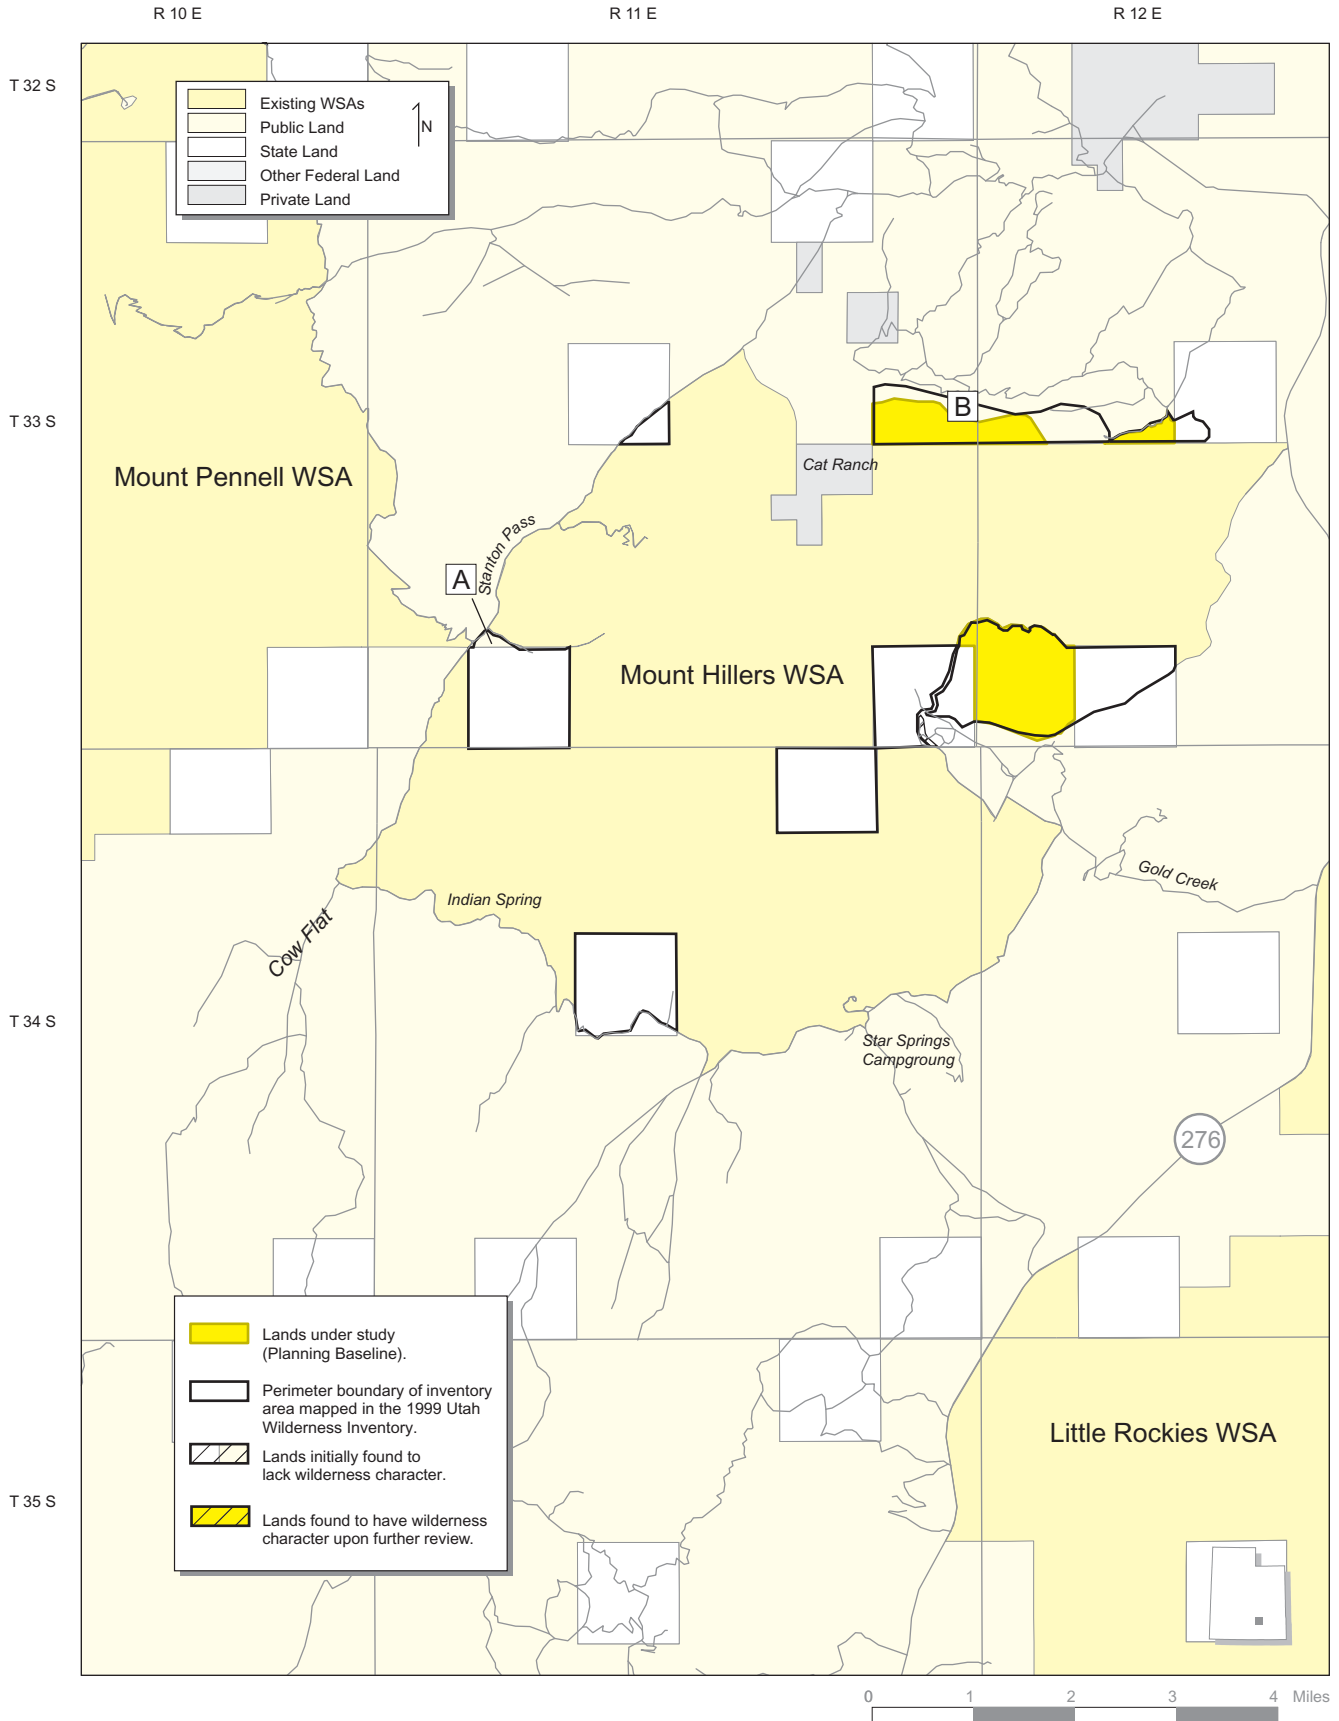 R 10 E
R 11 E
R 12 E
T 32 S
Existing WSAs
Public Land
State Land
Other Federal Land
Private Land
N
T 33 S
B
Cat Ranch
Mount Pennell WSA
Stanton Pass
A
Mount Hillers WSA
Gold Creek
Indian Spring
Cow Flat
T 34 S
Star Springs
Campgroung
276
Lands under study
(Planning Baseline).
Perimeter boundary of inventory
area mapped in the 1999 Utah
Wilderness Inventory.
Lands initially found to
lack wilderness character.
Lands found to have wilderness
character upon further review.
Little Rockies WSA
T 35 S
0 1 2 3 4 Miles